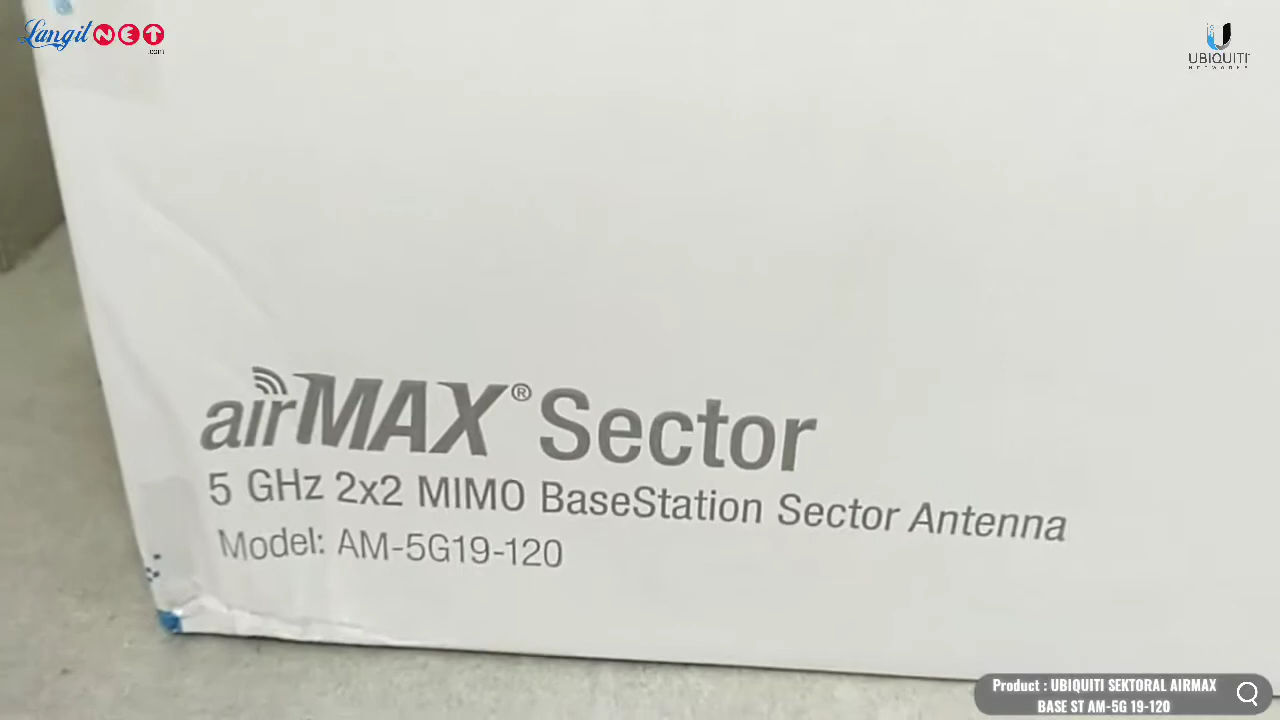 Langit NET
.com
UBIQUITI
NETWORKS
airMAX® Sector
5 GHz 2x2 MIMO BaseStation Sector Antenna
Model: AM-5G19-120
Product : UBIQUITI SEKTORAL AIRMAX
BASE ST AM-5G 19-120